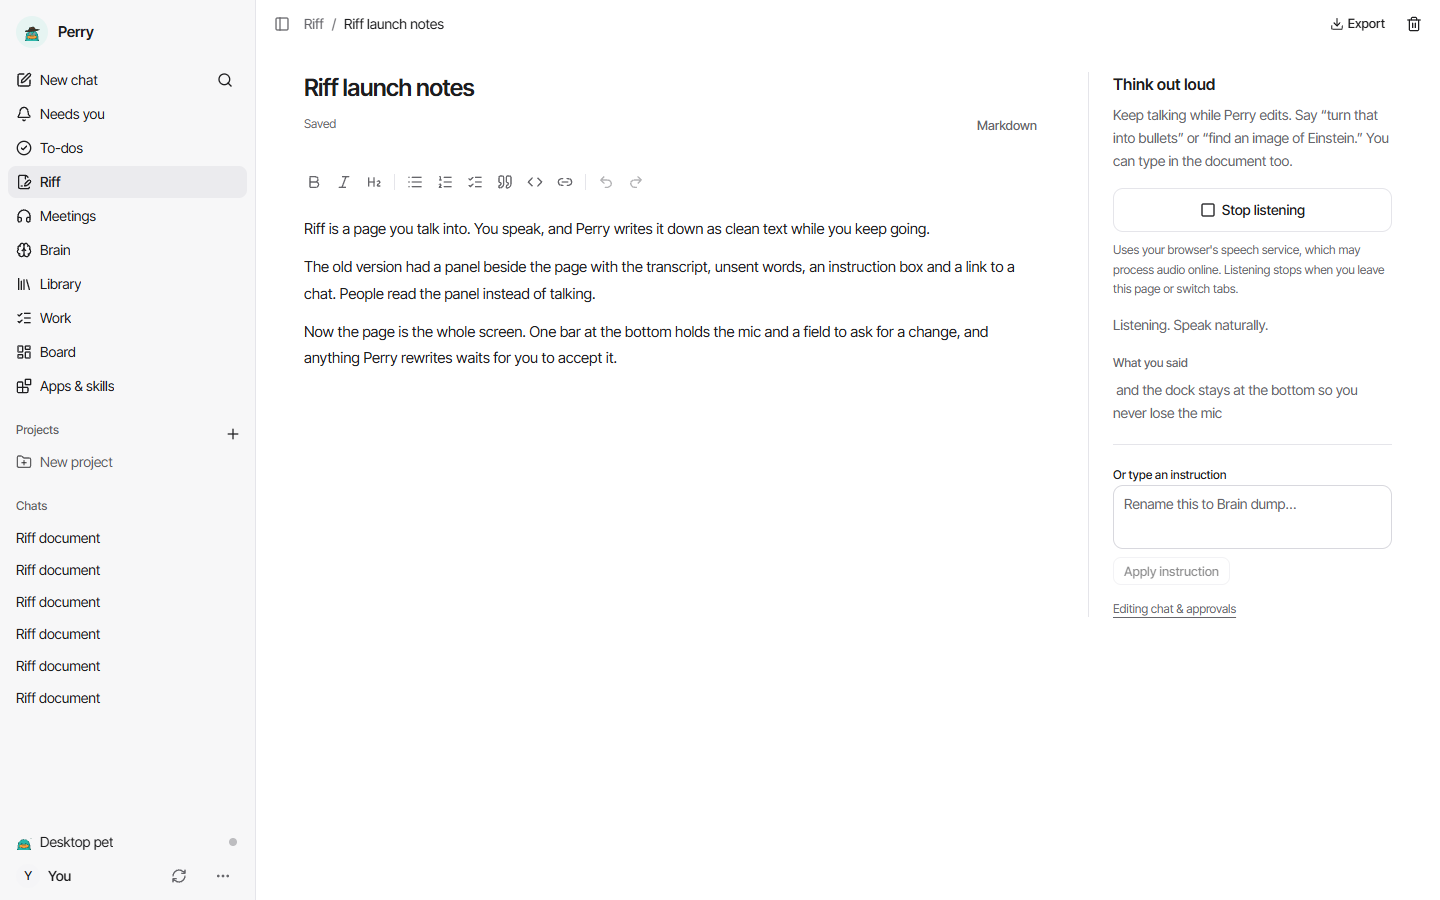 Perry
New chat
Needs you
To-dos
Riff
Meetings
Brain
Library
Work
Board
Apps & skills
Projects
New project
Chats
Riff document
Riff document
Riff document
Riff document
Riff document
Riff document
Desktop pet
Y You
Riff / Riff launch notes
Export
Riff launch notes
Saved
Markdown
B I H2
Riff is a page you talk into. You speak, and Perry writes it down as clean text while you keep going.
The old version had a panel beside the page with the transcript, unsent words, an instruction box and a link to a
chat. People read the panel instead of talking.
Now the page is the whole screen. One bar at the bottom holds the mic and a field to ask for a change, and
anything Perry rewrites waits for you to accept it.
Think out loud
Keep talking while Perry edits. Say “turn that
into bullets” or “find an image of Einstein.” You
can type in the document too.
Stop listening
Uses your browser's speech service, which may
process audio online. Listening stops when you leave
this page or switch tabs.
Listening. Speak naturally.
What you said
and the dock stays at the bottom so you
never lose the mic
Or type an instruction
Rename this to Brain dump...
Apply instruction
Editing chat & approvals